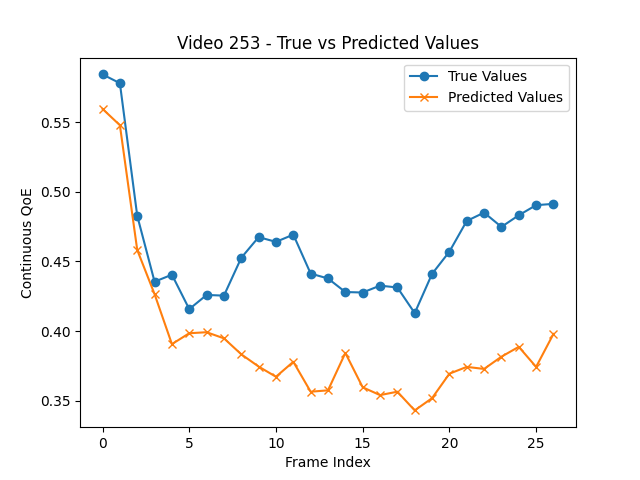 Video 253 - True vs Predicted Values
True Values
Predicted Values
Continuous QoE
0.55
0.50
0.45
0.40
0.35
0 5 10 15 20 25
Frame Index